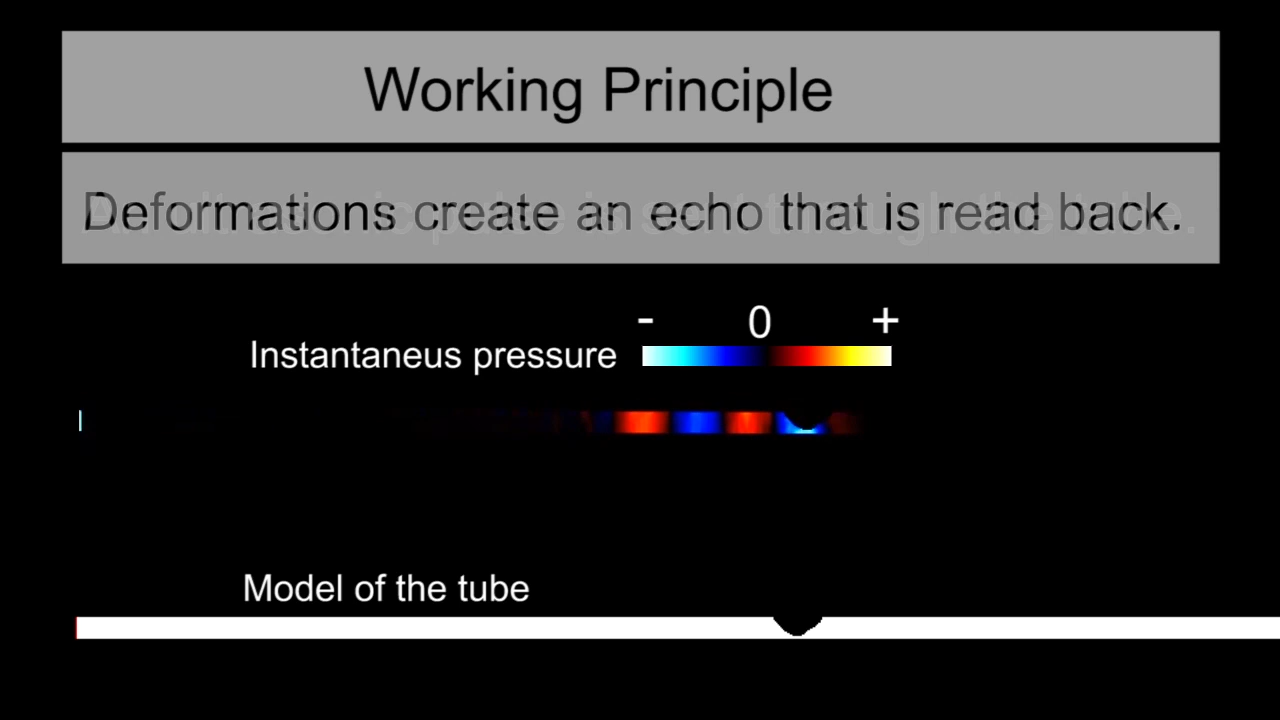 Working Principle
Deformations create an echo that is read back.
- 0 +
Instantaneus pressure
Model of the tube